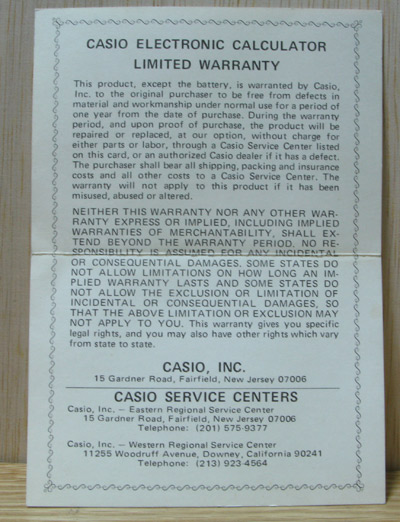 CASIO ELECTRONIC CALCULATOR
LIMITED WARRANTY
This product, except the battery, is warranted by Casio,
Inc. to the original purchaser to be free from defects in
material and workmanship under normal use for a period of
one year from the date of purchase. During the warranty
period, and upon proof of purchase, the product will be
repaired or replaced, at our option, without charge for
either parts or labor, through a Casio Service Center listed
on this card, or an authorized Casio dealer if it has a defect.
The purchaser shall bear all shipping, packing and insurance
costs and all other costs to a Casio Service Center. The
warranty will not apply to this product if it has been
misused, abused or altered.
NEITHER THIS WARRANTY NOR ANY OTHER WAR-
RANTY EXPRESS OR IMPLIED, INCLUDING IMPLIED
WARRANTIES OF MERCHANTABILITY, SHALL EX-
TEND BEYOND THE WARRANTY PERIOD. NO RE-
SPONSIBILITY IS ASSUMED FOR ANY INCIDENTAL
OR CONSEQUENTIAL DAMAGES. SOME STATES DO
NOT ALLOW LIMITATIONS ON HOW LONG AN IM-
PLIED WARRANTY LASTS AND SOME STATES DO
NOT ALLOW THE EXCLUSION OR LIMITATION OF
INCIDENTAL OR CONSEQUENTIAL DAMAGES, SO
THAT THE ABOVE LIMITATION OR EXCLUSION MAY
NOT APPLY TO YOU. This warranty gives you specific
legal rights, and you may also have other rights which vary
from state to state.
CASIO, INC.
15 Gardner Road, Fairfield, New Jersey 07006
CASIO SERVICE CENTERS
Casio, Inc. – Eastern Regional Service Center
15 Gardner Road, Fairfield, New Jersey 07006
Telephone: (201) 575-9377
Casio, Inc. – Western Regional Service Center
11255 Woodruff Avenue, Downey, California 90241
Telephone: (213) 923-4564